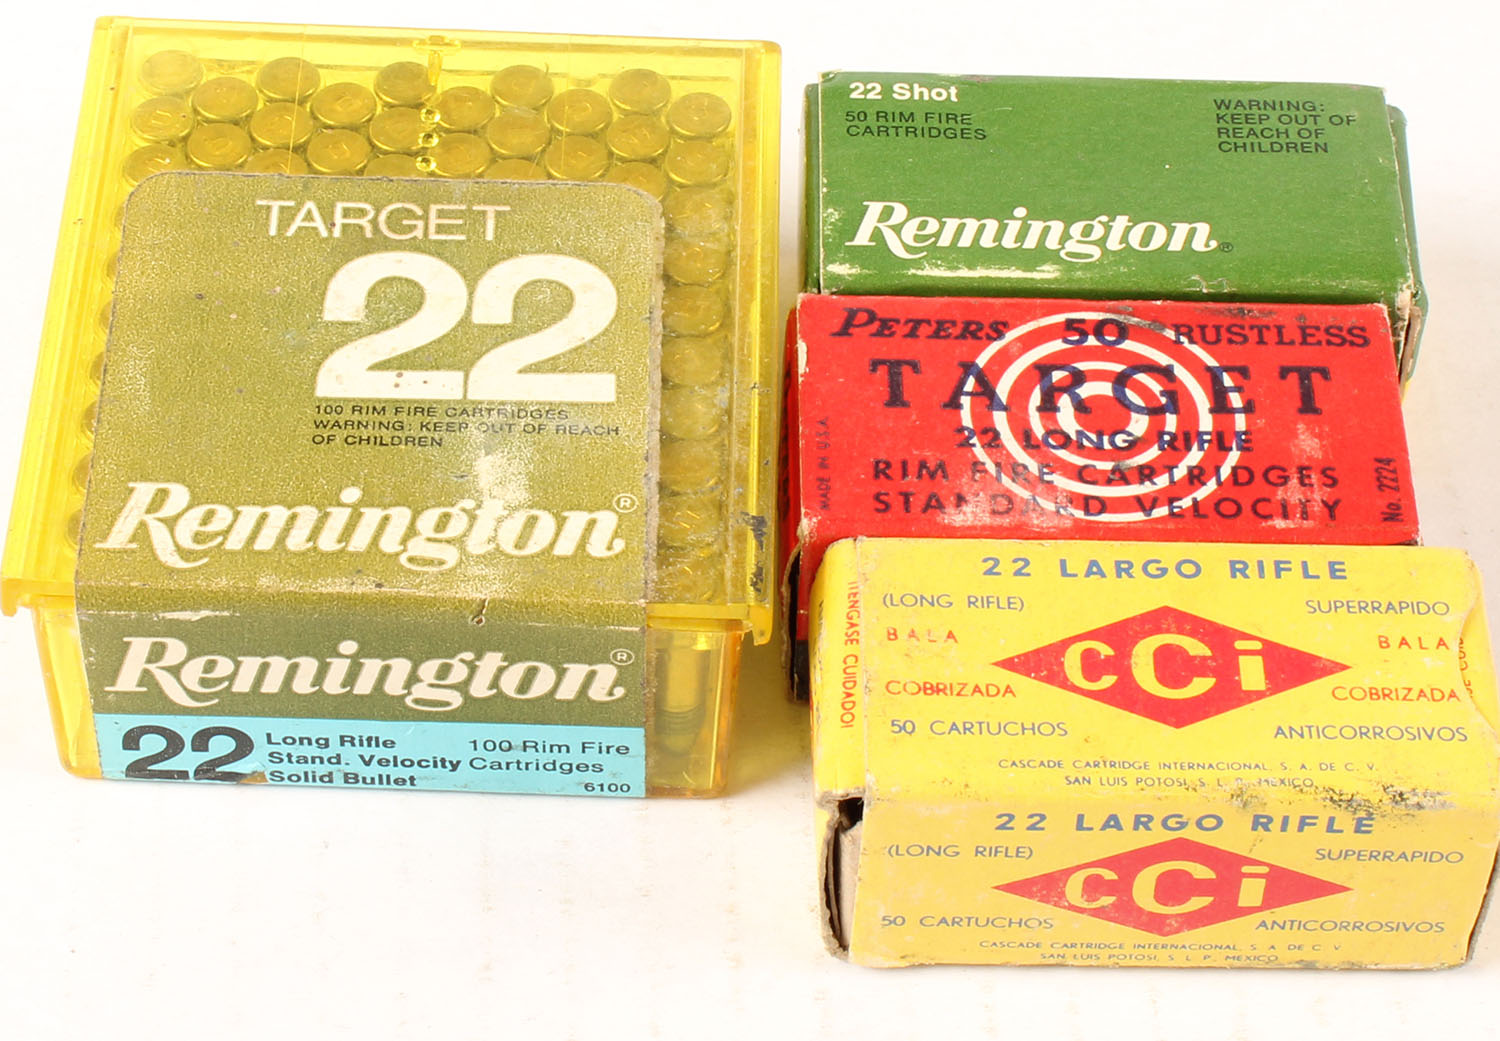 TARGET
22
100 RIM FIRE CARTRIDGES
WARNING: KEEP OUT OF REACH
OF CHILDREN
Remington®
Remington®
22 Long Rifle
Stand. Velocity
Solid Bullet
100 Rim Fire
Cartridges
6100
22 Shot
50 RIM FIRE
CARTRIDGES
WARNING:
KEEP OUT OF
REACH OF
CHILDREN
Remington®
PETERS 50 RUSTLESS
TARGET
22 LONG RIFLE
RIM FIRE CARTRIDGES
STANDARD VELOCITY
MADE IN U.S.A.
No. 2224
22 LARGO RIFLE
(LONG RIFLE) SUPERRAPIDO
BALA BALA
CCi
COBRIZADA COBRIZADA
50 CARTUCHOS ANTICORROSIVOS
CASCADE CARTRIDGE INTERNACIONAL, S. A. DE C. V.
SAN LUIS POTOSI, S. L. P., MEXICO
TENGASE CUIDADO!
22 LARGO RIFLE
(LONG RIFLE) SUPERRAPIDO
CCi
50 CARTUCHOS ANTICORROSIVOS
CASCADE CARTRIDGE INTERNACIONAL, S. A. DE C. V.
SAN LUIS POTOSI, S. L. P., MEXICO